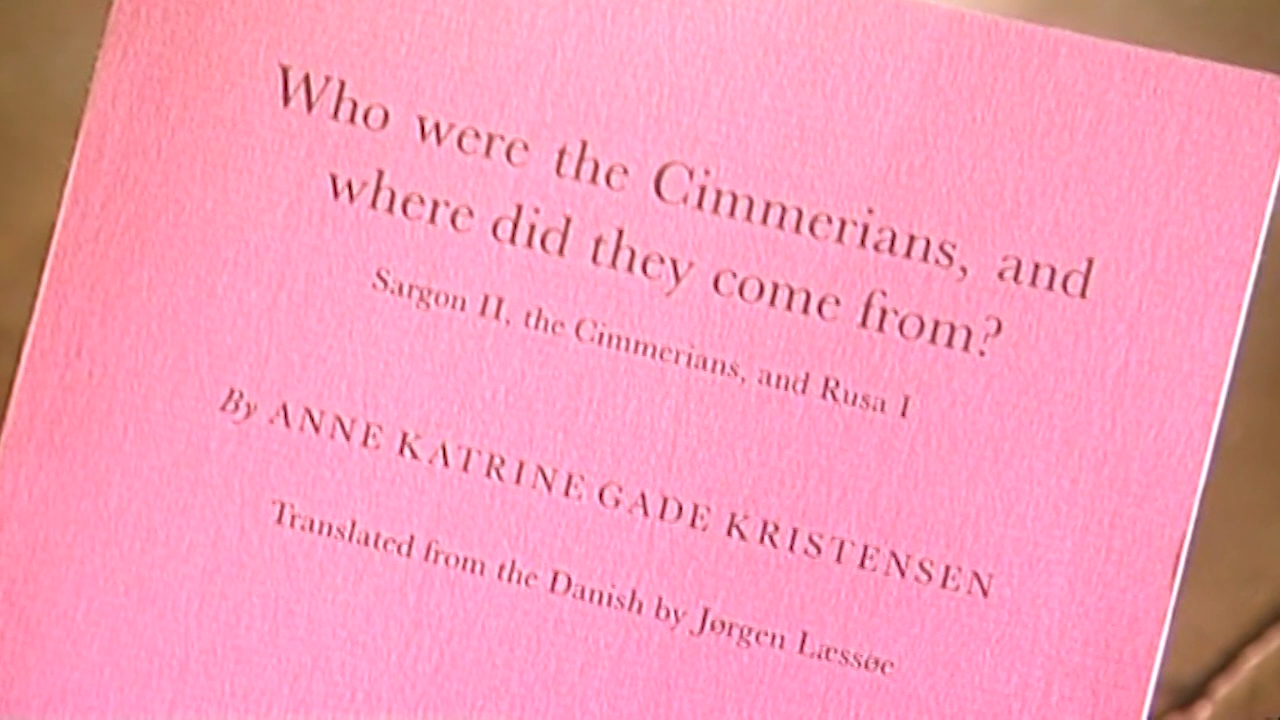 Who were the Cimmerians, and
where did they come from?
Sargon II, the Cimmerians, and Rusa I
By ANNE KATRINE GADE KRISTENSEN
Translated from the Danish by Jørgen Læssøe